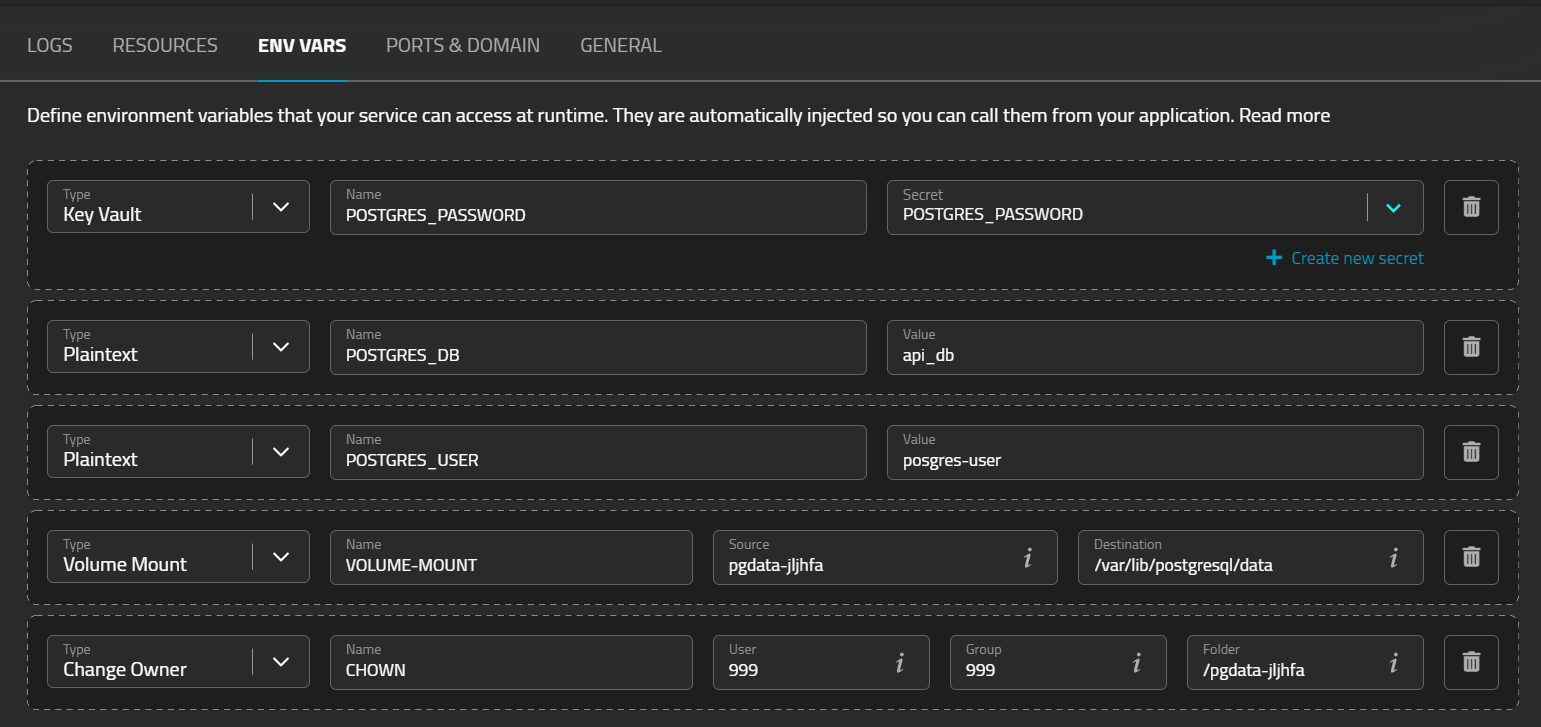 LOGS RESOURCES ENV VARS PORTS & DOMAIN GENERAL
Define environment variables that your service can access at runtime. They are automatically injected so you can call them from your application. Read more
Type Name Secret
Key Vault POSTGRES_PASSWORD POSTGRES_PASSWORD
Create new secret
Type Name Value
Plaintext POSTGRES_DB api_db
Type Name Value
Plaintext POSTGRES_USER posgres-user
Type Name Source Destination
Volume Mount VOLUME-MOUNT pgdata-jljhfa i /var/lib/postgresql/data i
Type Name User Group Folder
Change Owner CHOWN 999 i 999 i /pgdata-jljhfa i